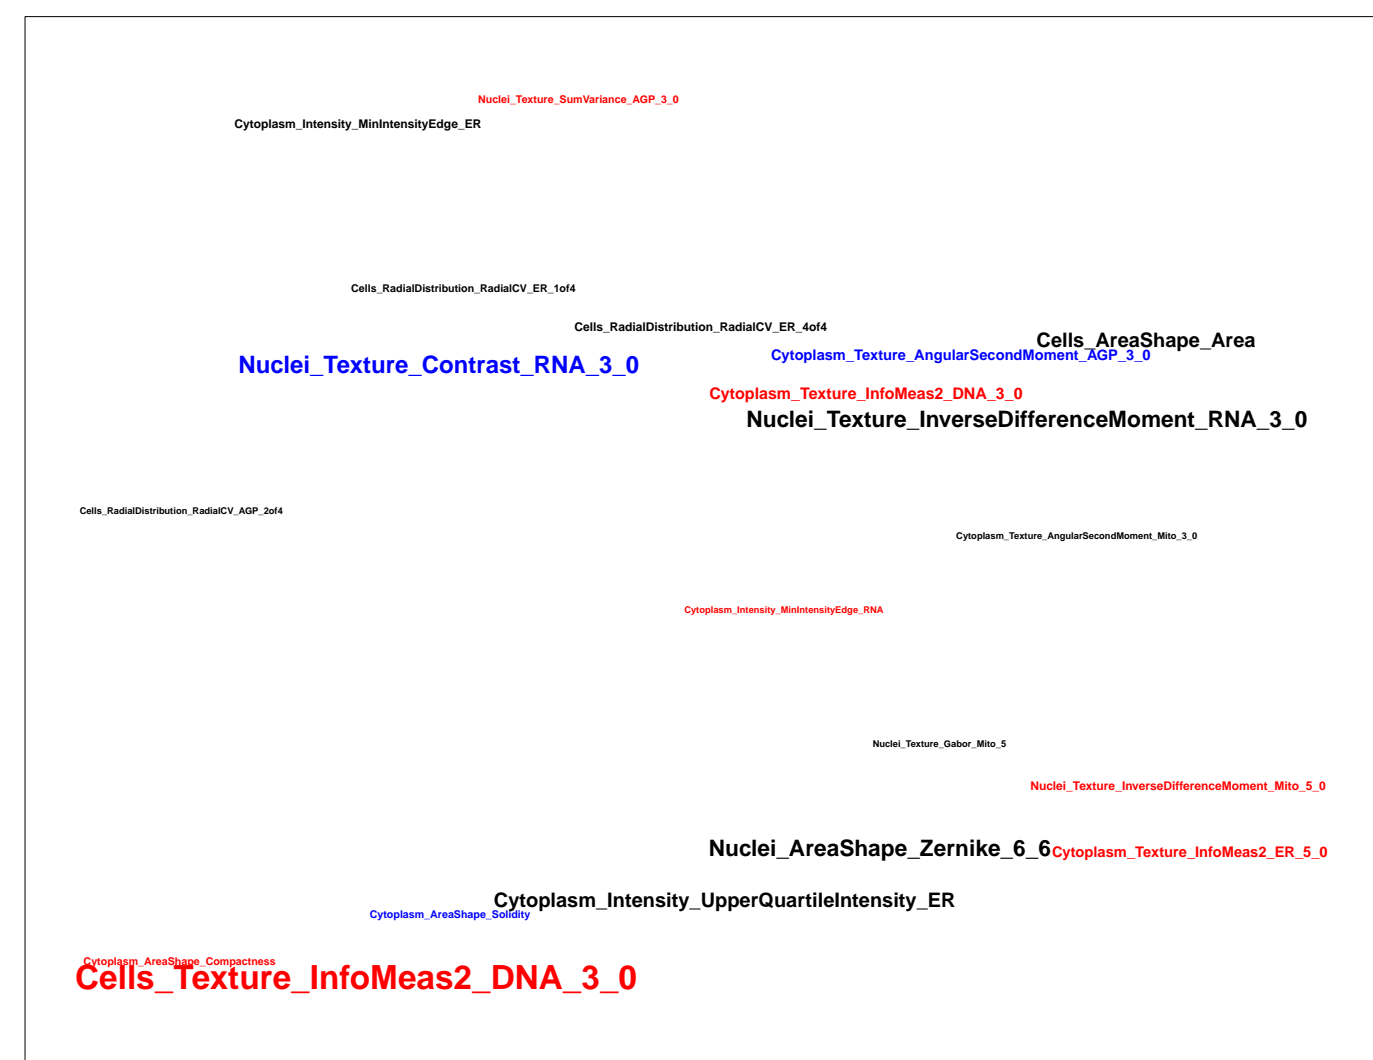 Nuclei_Texture_SumVariance_AGP_3_0
Cytoplasm_Intensity_MinIntensityEdge_ER
Cells_RadialDistribution_RadialCV_ER_1of4
Cells_RadialDistribution_RadialCV_ER_4of4
Cells_AreaShape_Area
Cytoplasm_Texture_AngularSecondMoment_AGP_3_0
Nuclei_Texture_Contrast_RNA_3_0
Cytoplasm_Texture_InfoMeas2_DNA_3_0
Nuclei_Texture_InverseDifferenceMoment_RNA_3_0
Cells_RadialDistribution_RadialCV_AGP_2of4
Cytoplasm_Texture_AngularSecondMoment_Mito_3_0
Cytoplasm_Intensity_MinIntensityEdge_RNA
Nuclei_Texture_Gabor_Mito_5
Nuclei_Texture_InverseDifferenceMoment_Mito_5_0
Nuclei_AreaShape_Zernike_6_6
Cytoplasm_Texture_InfoMeas2_ER_5_0
Cytoplasm_Intensity_UpperQuartileIntensity_ER
Cytoplasm_AreaShape_Solidity
Cytoplasm_AreaShape_Compactness
Cells_Texture_InfoMeas2_DNA_3_0